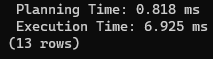 Planning Time: 0.818 ms
Execution Time: 6.925 ms
(13 rows)